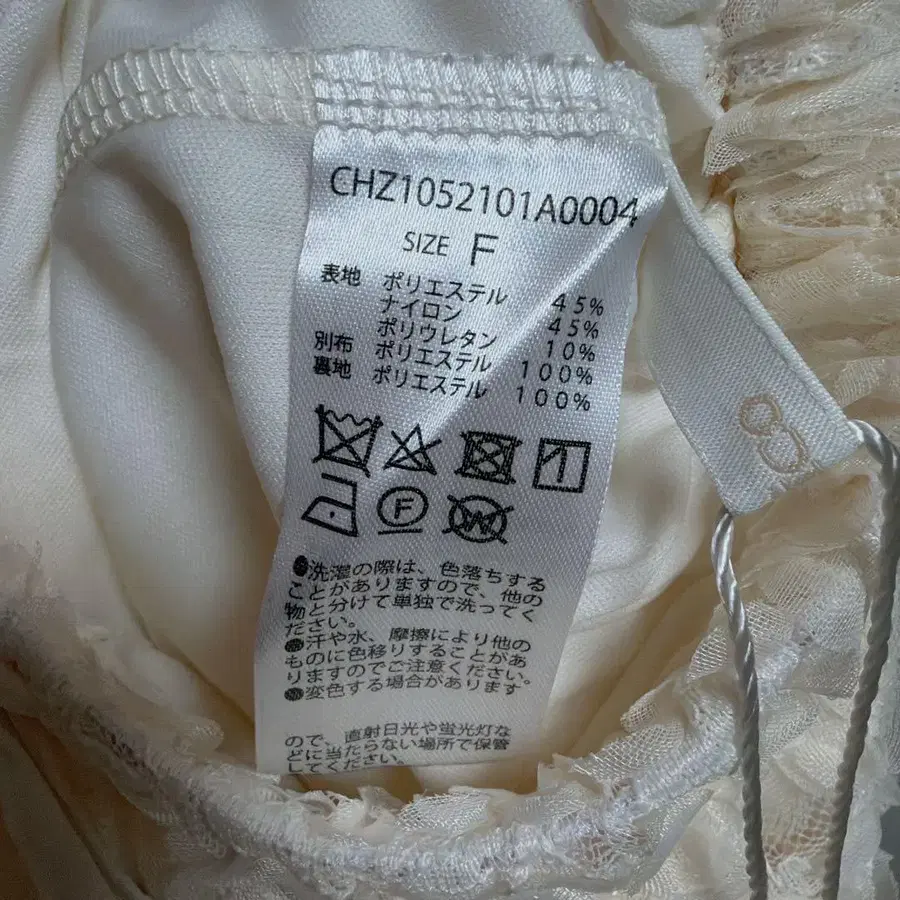 CHZ1052101A0004
SIZE F
表地 ポリエステル 45%
ナイロン 45%
ポリウレタン 10%
別布 ポリエステル 100%
裏地 ポリエステル 100%
F
W
●洗濯の際は、色落ちする
ことがありますので、他の
物と分けて単独で洗ってく
ださい。
●汗や水、摩擦により他の
ものに色移りすることがあ
りますのでご注意ください。
●変色する場合があります
ので、直射日光や蛍光灯な
どに当たらない場所で保管
してください。